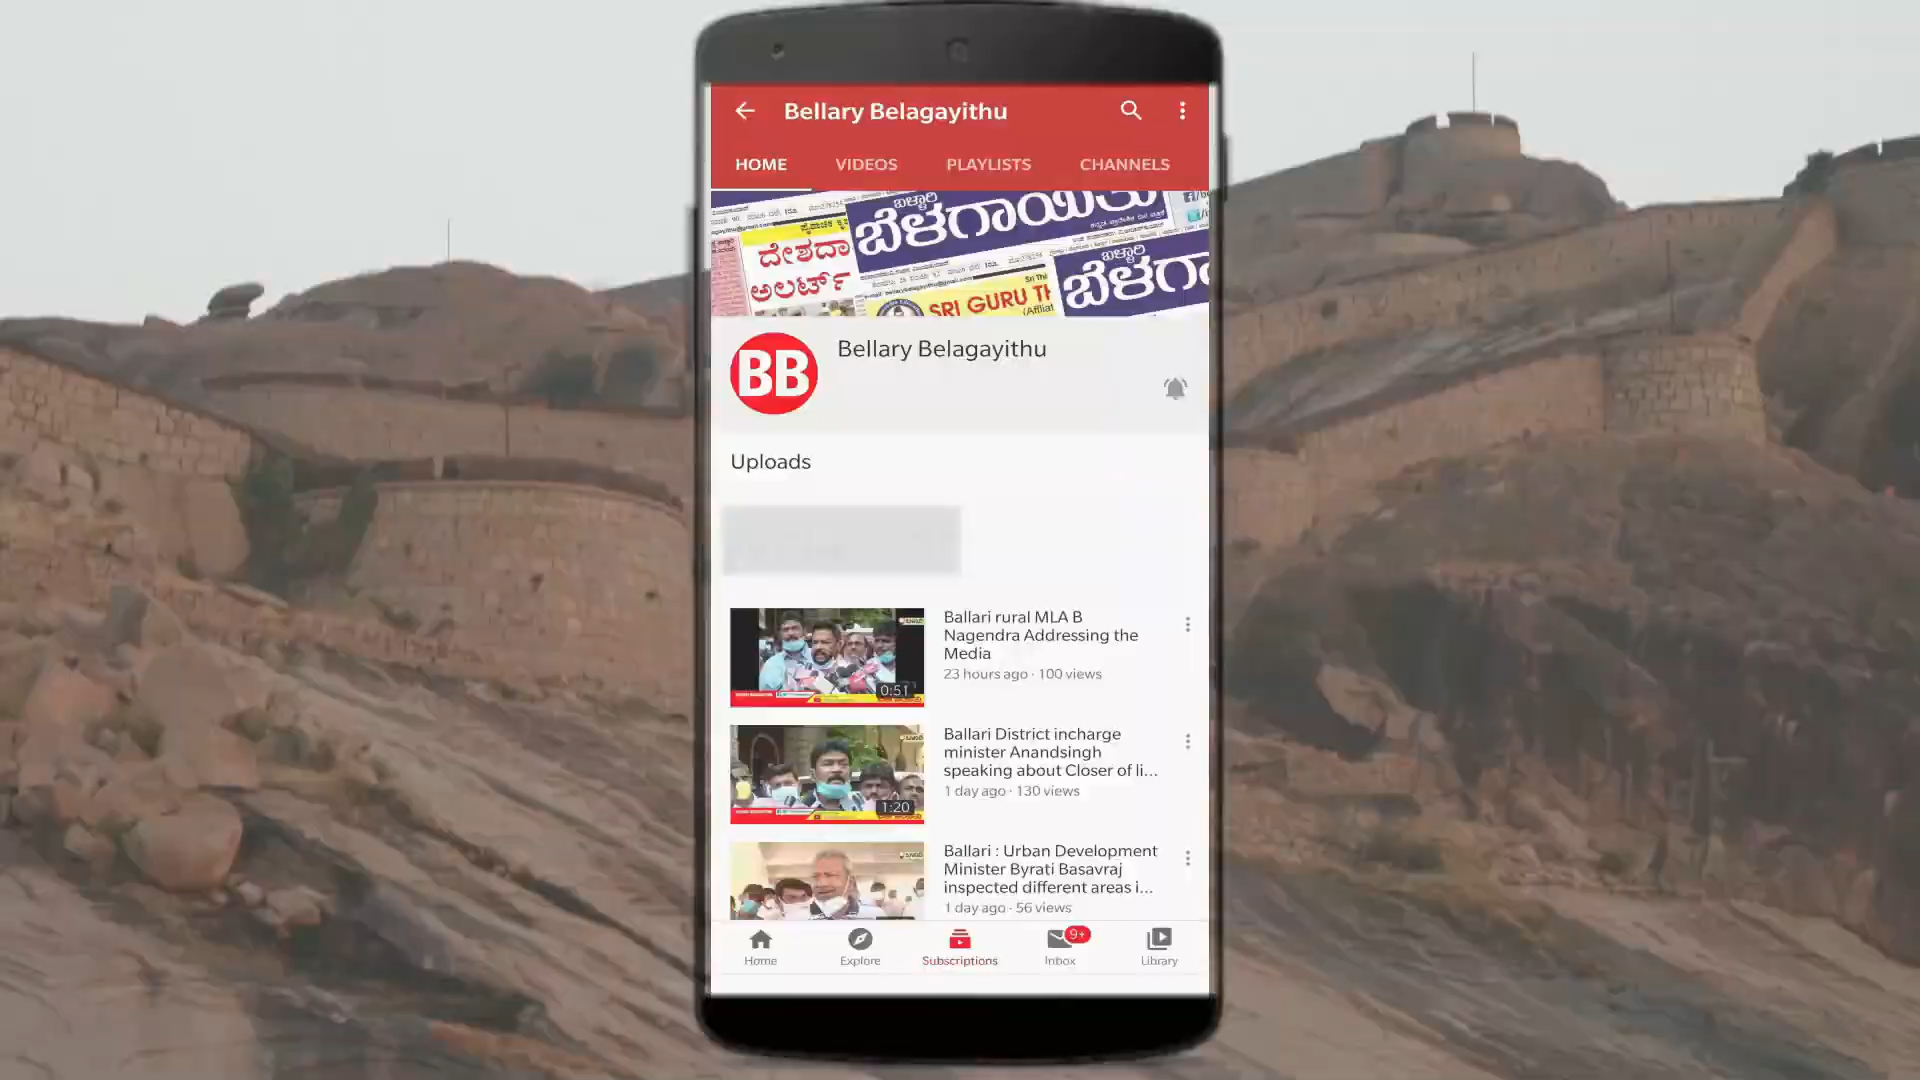 Bellary Belagayithu
HOME VIDEOS PLAYLISTS CHANNELS
ಬಳ್ಳಾರಿ
ಬೆಳಗಾಯಿತು
ದೇಶದಾ
ಅಲರ್ಟ್
ಬಳ್ಳಾರಿ
ಬೆಳಗಾ
SRI GURU TH
(Affiliat
BB
Bellary Belagayithu
Uploads
Ballari rural MLA B
Nagendra Addressing the
Media
23 hours ago · 100 views
0:51
Ballari District incharge
minister Anandsingh
speaking about Closer of li...
1 day ago · 130 views
1:20
Ballari : Urban Development
Minister Byrati Basavraj
inspected different areas i...
1 day ago · 56 views
9+
Home Explore Subscriptions Inbox Library